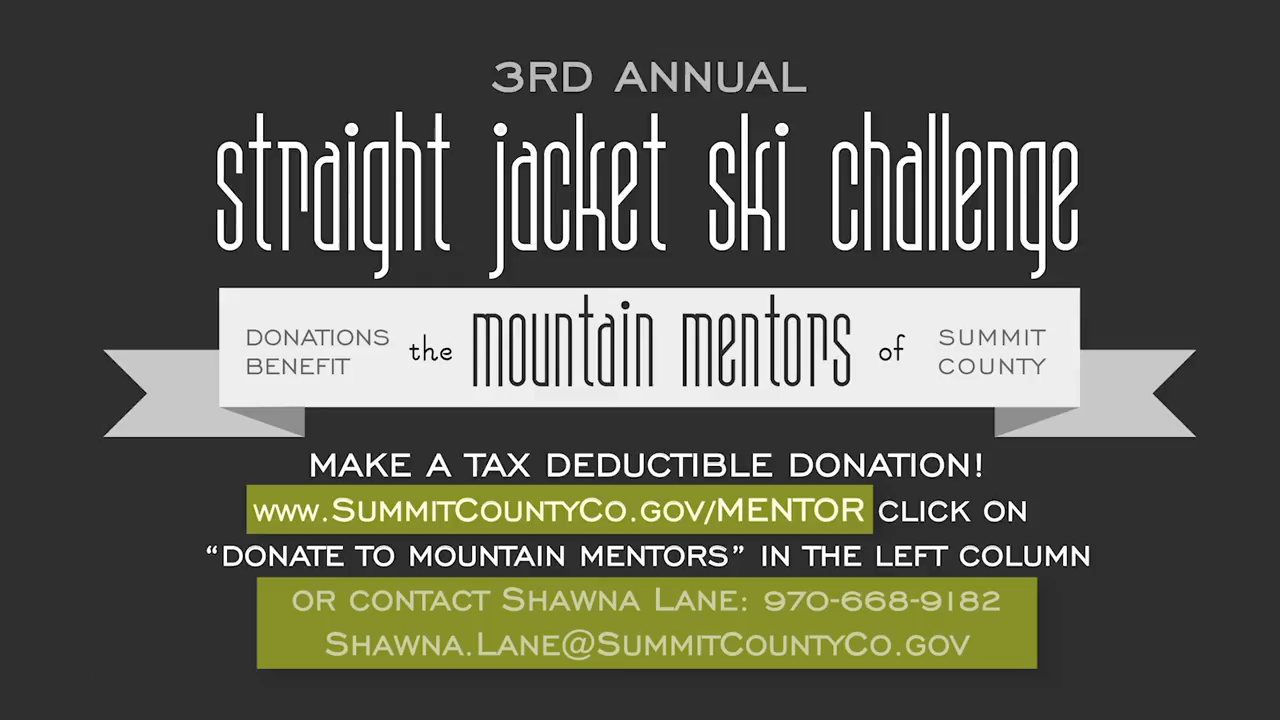 3RD ANNUAL
straight jacket ski challenge
DONATIONS BENEFIT the mountain mentors of SUMMIT COUNTY
MAKE A TAX DEDUCTIBLE DONATION!
www.SummitCountyCo.gov/MENTOR CLICK ON
“DONATE TO MOUNTAIN MENTORS” IN THE LEFT COLUMN
OR CONTACT SHAWNA LANE: 970-668-9182
SHAWNA.LANE@SUMMITCOUNTYCO.GOV